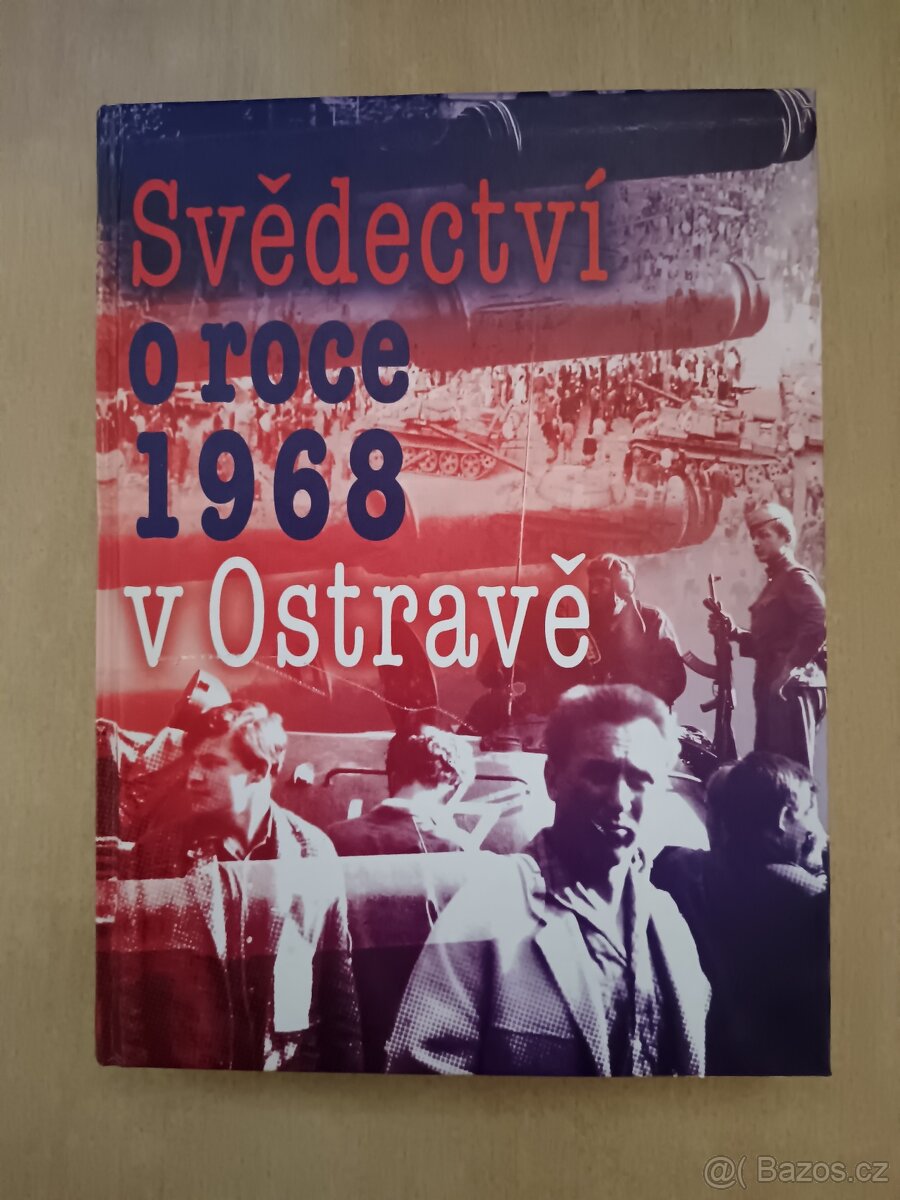 Svědectví
o roce
1968
v Ostravě
@( Bazos.cz